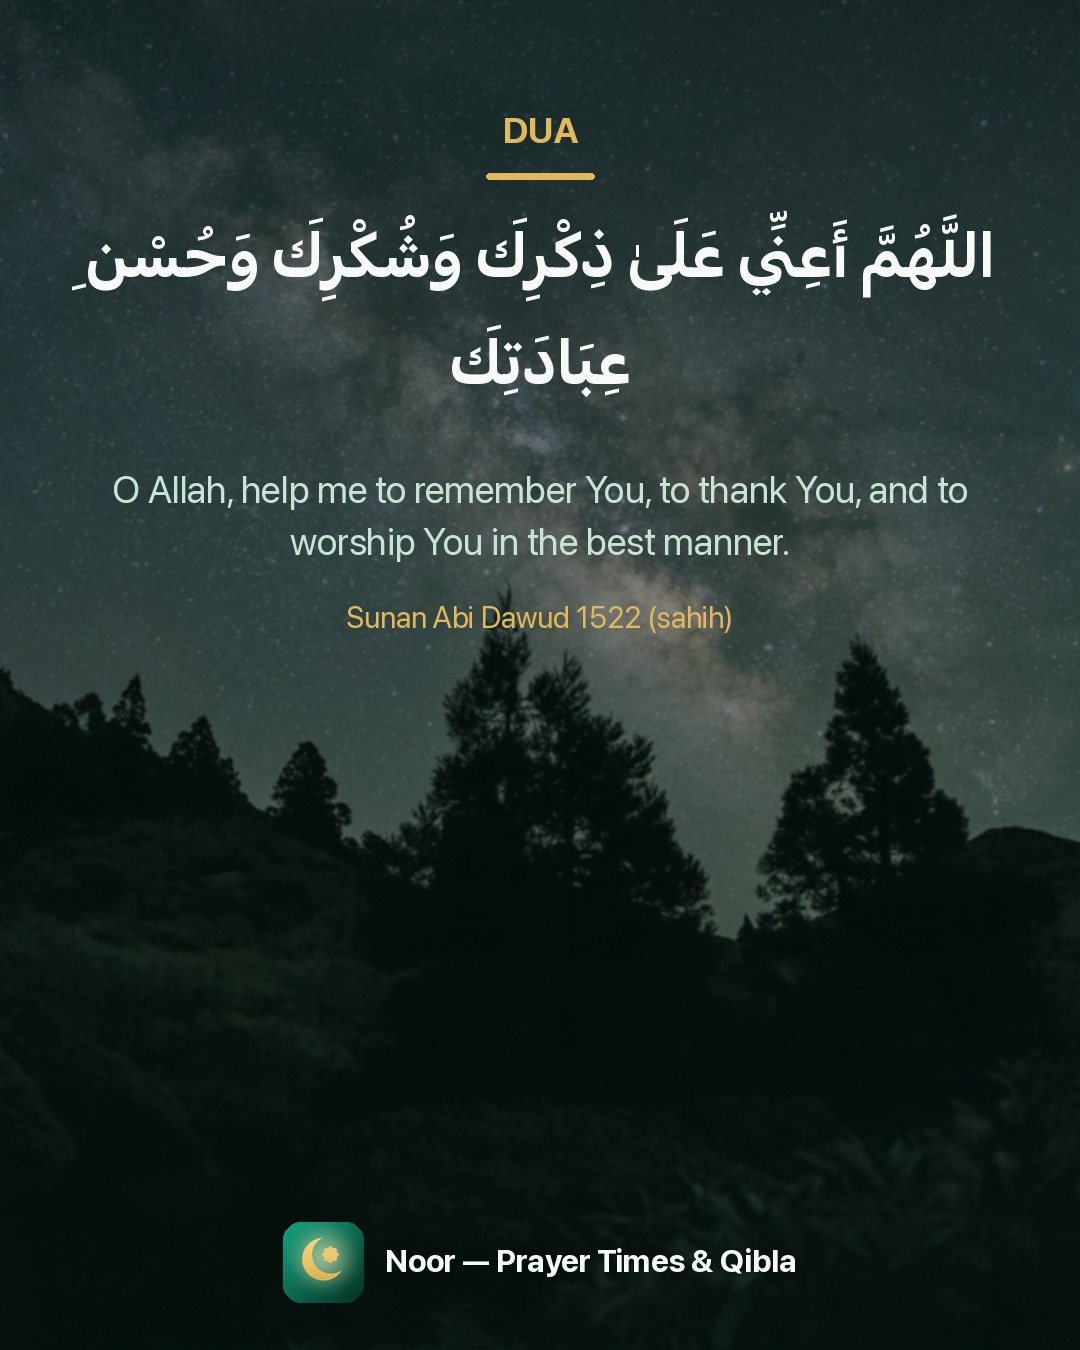 DUA
اللَّهُمَّ أَعِنِّي عَلَىٰ ذِكْرِكَ وَشُكْرِكَ وَحُسْنِ
عِبَادَتِكَ
O Allah, help me to remember You, to thank You, and to
worship You in the best manner.
Sunan Abi Dawud 1522 (sahih)
Noor — Prayer Times & Qibla